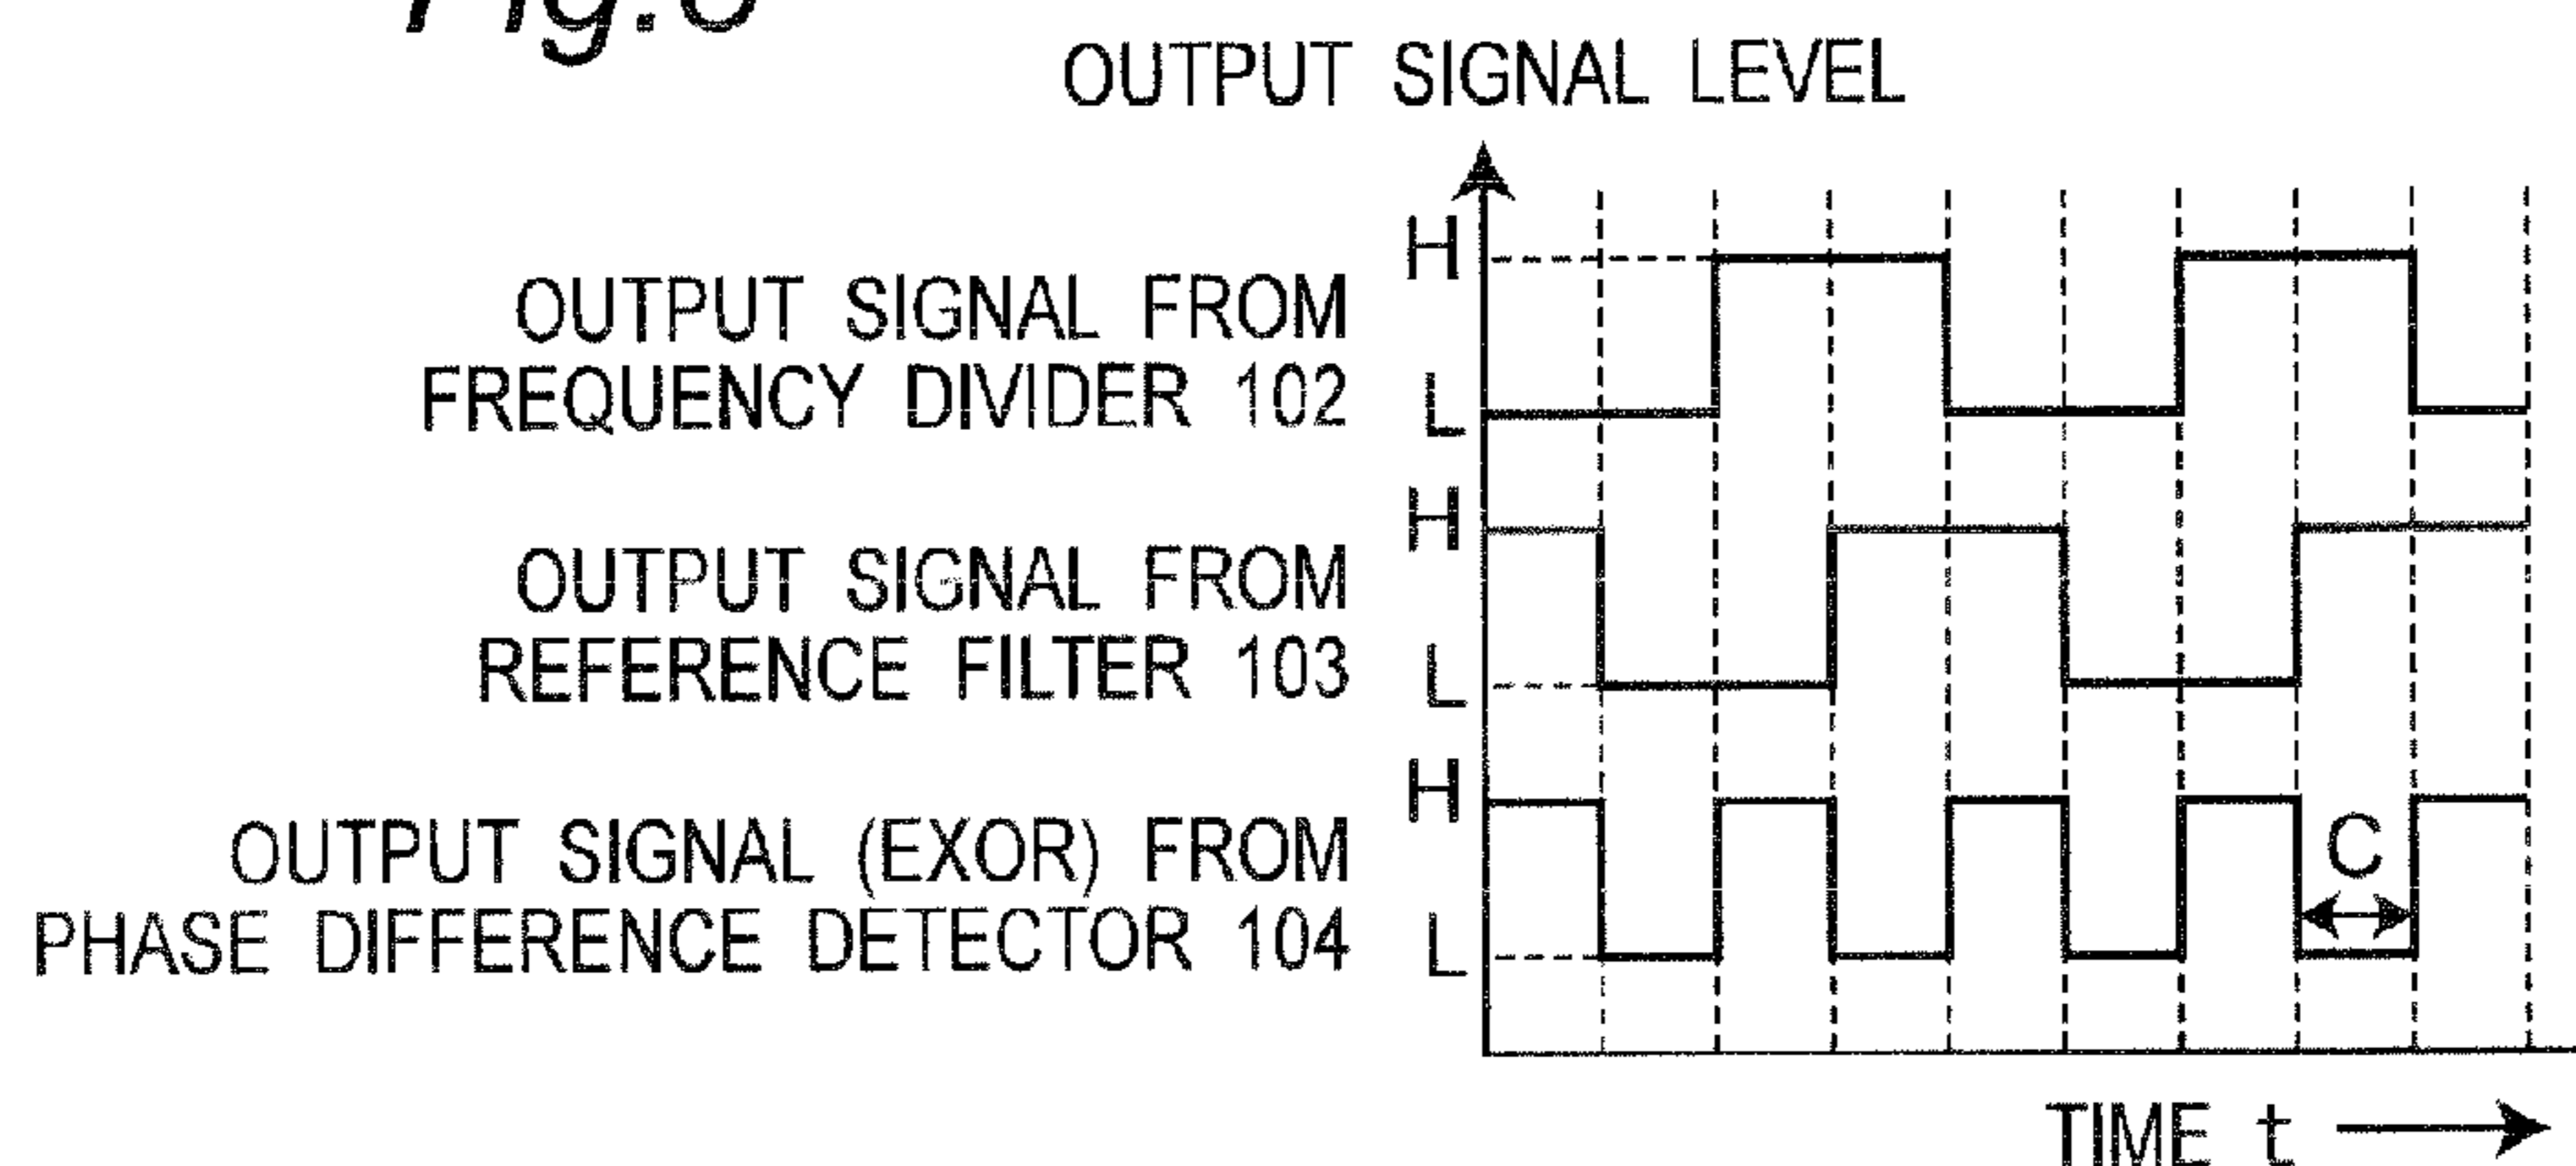 OUTPUT SIGNAL LEVEL
H
OUTPUT SIGNAL FROM
FREQUENCY DIVIDER 102
L
H
OUTPUT SIGNAL FROM
REFERENCE FILTER 103
L
H
OUTPUT SIGNAL (EXOR) FROM
C
PHASE DIFFERENCE DETECTOR 104
L
TIME t